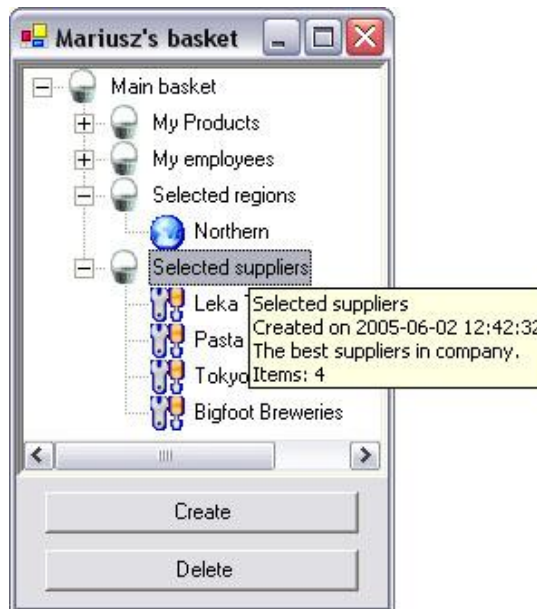 Mariusz's basket
Main basket
My Products
My employees
Selected regions
Northern
Selected suppliers
Leka
Selected suppliers
Created on 2005-06-02 12:42:32
Pasta
The best suppliers in company.
Tokyo
Items: 4
Bigfoot Breweries
Create
Delete